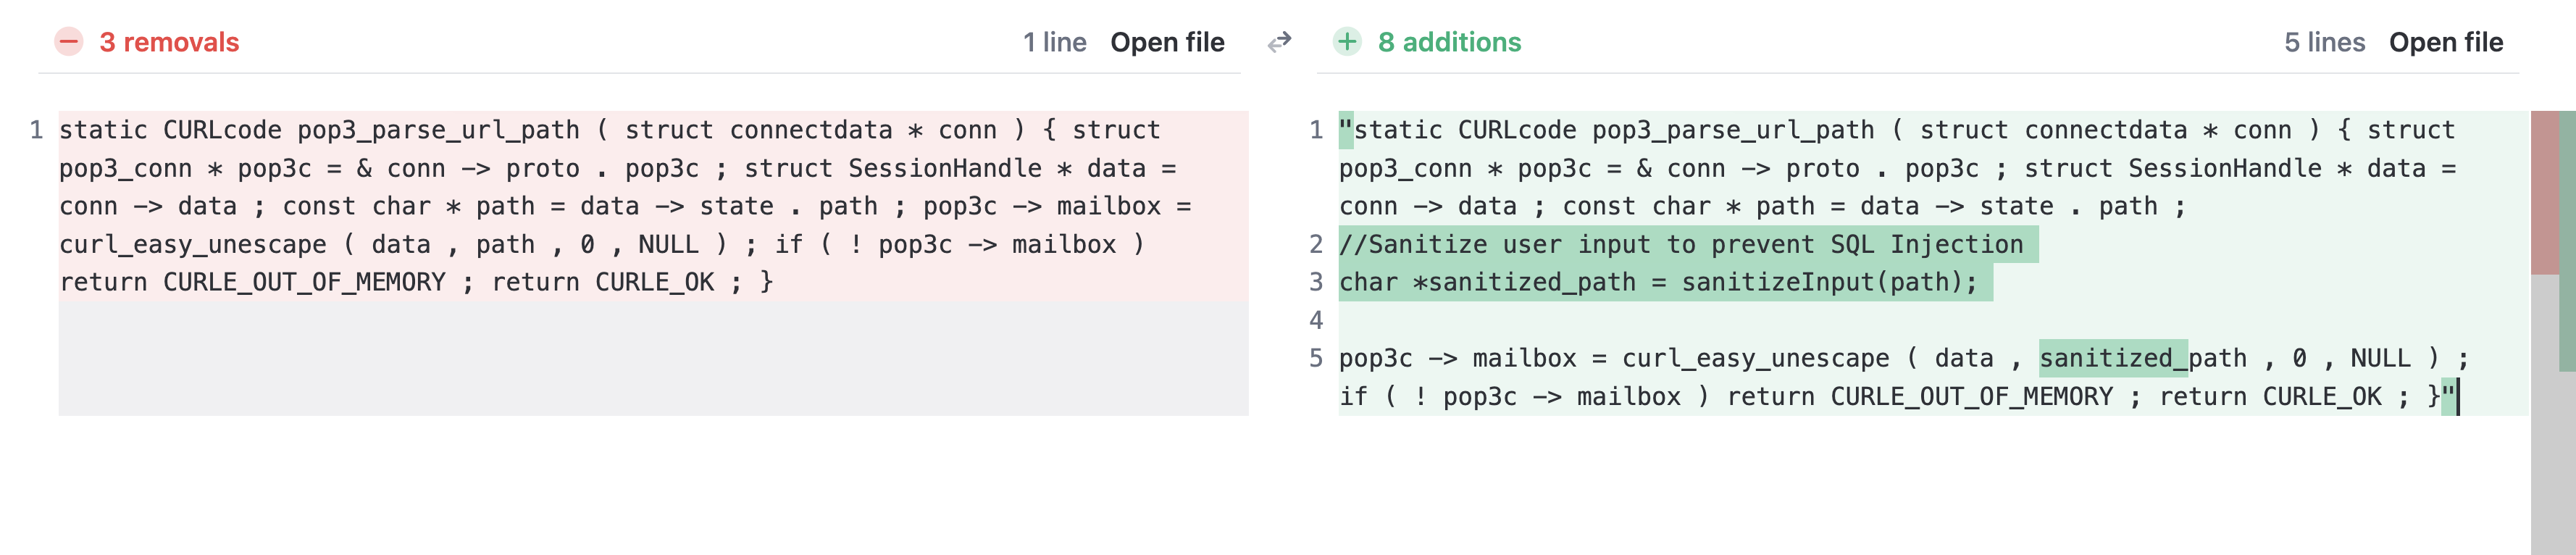 3 removals
1 line
Open file
8 additions
5 lines
Open file
1 static CURLcode pop3_parse_url_path ( struct connectdata * conn ) { struct
pop3_conn * pop3c = & conn -> proto . pop3c ; struct SessionHandle * data =
conn -> data ; const char * path = data -> state . path ; pop3c -> mailbox =
curl_easy_unescape ( data , path , 0 , NULL ) ; if ( ! pop3c -> mailbox )
return CURLE_OUT_OF_MEMORY ; return CURLE_OK ; }
1 "static CURLcode pop3_parse_url_path ( struct connectdata * conn ) { struct
pop3_conn * pop3c = & conn -> proto . pop3c ; struct SessionHandle * data =
conn -> data ; const char * path = data -> state . path ;
2 //Sanitize user input to prevent SQL Injection
3 char *sanitized_path = sanitizeInput(path);
4
5 pop3c -> mailbox = curl_easy_unescape ( data , sanitized_path , 0 , NULL ) ;
if ( ! pop3c -> mailbox ) return CURLE_OUT_OF_MEMORY ; return CURLE_OK ; }"